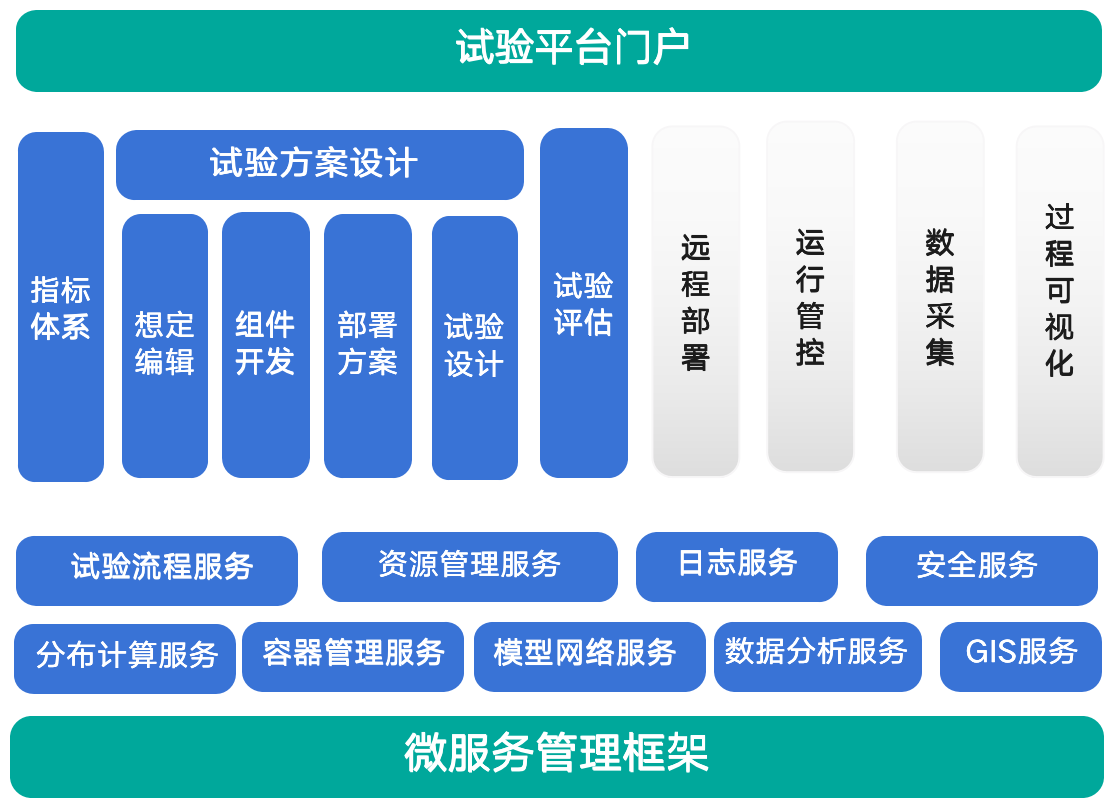 试验平台门户
试验方案设计
指标
体系
想定
编辑
组件
开发
部署
方案
试验
设计
试验
评估
远
程
部
署
运
行
管
控
数
据
采
集
过
程
可
视
化
试验流程服务
资源管理服务
日志服务
安全服务
分布计算服务
容器管理服务
模型网络服务
数据分析服务
GIS服务
微服务管理框架